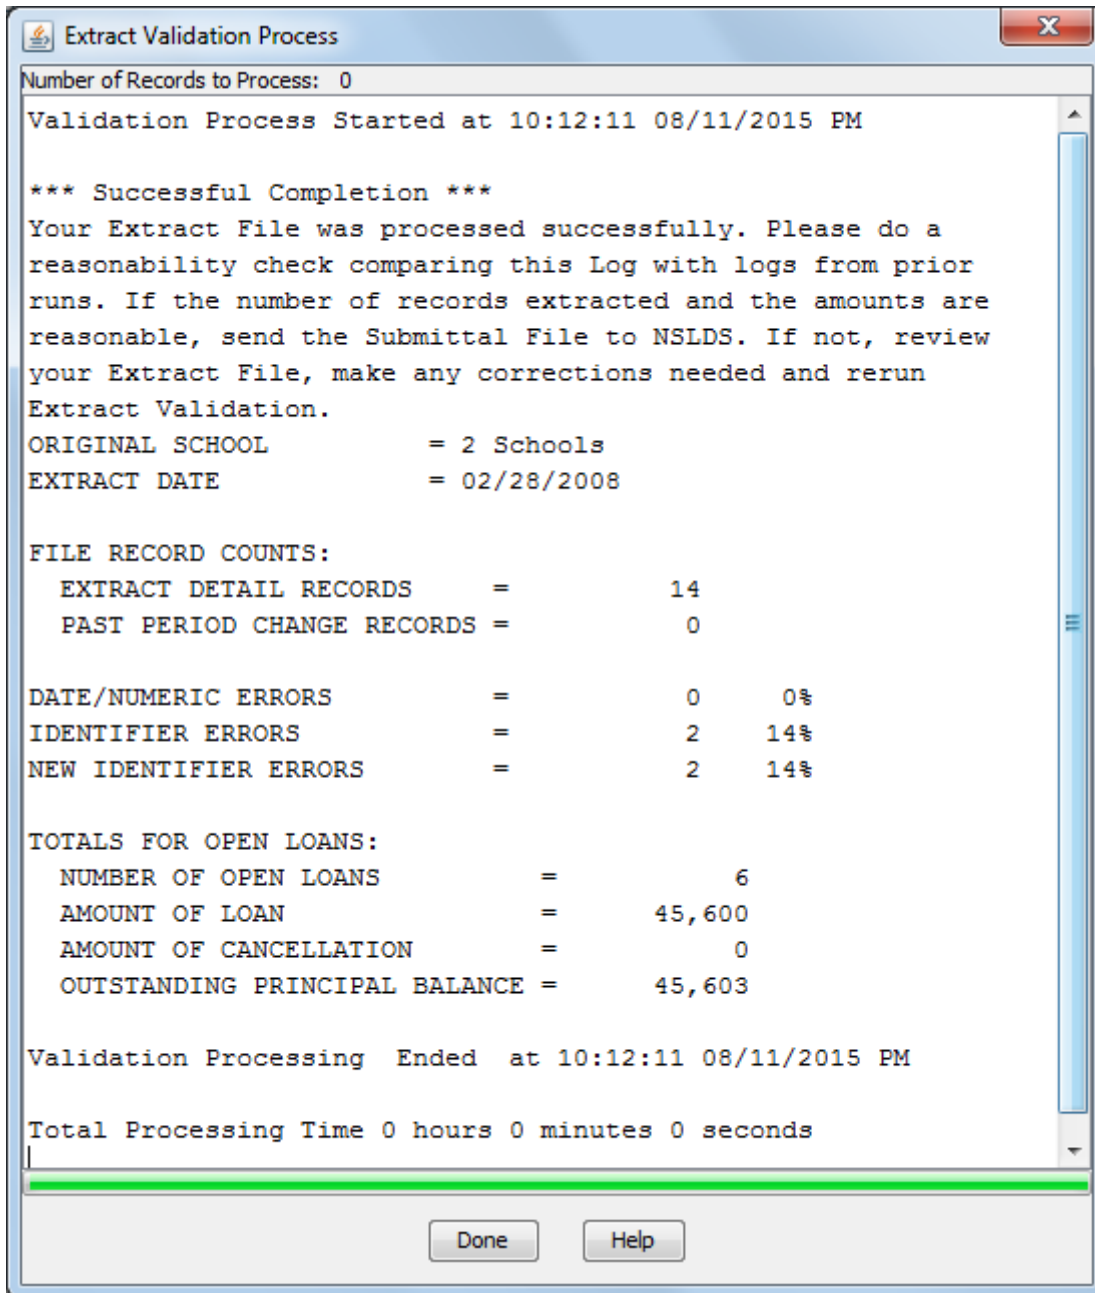 Extract Validation Process
Number of Records to Process: 0
Validation Process Started at 10:12:11 08/11/2015 PM
*** Successful Completion ***
Your Extract File was processed successfully. Please do a
reasonability check comparing this Log with logs from prior
runs. If the number of records extracted and the amounts are
reasonable, send the Submittal File to NSLDS. If not, review
your Extract File, make any corrections needed and rerun
Extract Validation.
ORIGINAL SCHOOL = 2 Schools
EXTRACT DATE = 02/28/2008
FILE RECORD COUNTS:
EXTRACT DETAIL RECORDS = 14
PAST PERIOD CHANGE RECORDS = 0
DATE/NUMERIC ERRORS = 0 0%
IDENTIFIER ERRORS = 2 14%
NEW IDENTIFIER ERRORS = 2 14%
TOTALS FOR OPEN LOANS:
NUMBER OF OPEN LOANS = 6
AMOUNT OF LOAN = 45,600
AMOUNT OF CANCELLATION = 0
OUTSTANDING PRINCIPAL BALANCE = 45,603
Validation Processing Ended at 10:12:11 08/11/2015 PM
Total Processing Time 0 hours 0 minutes 0 seconds
Done Help